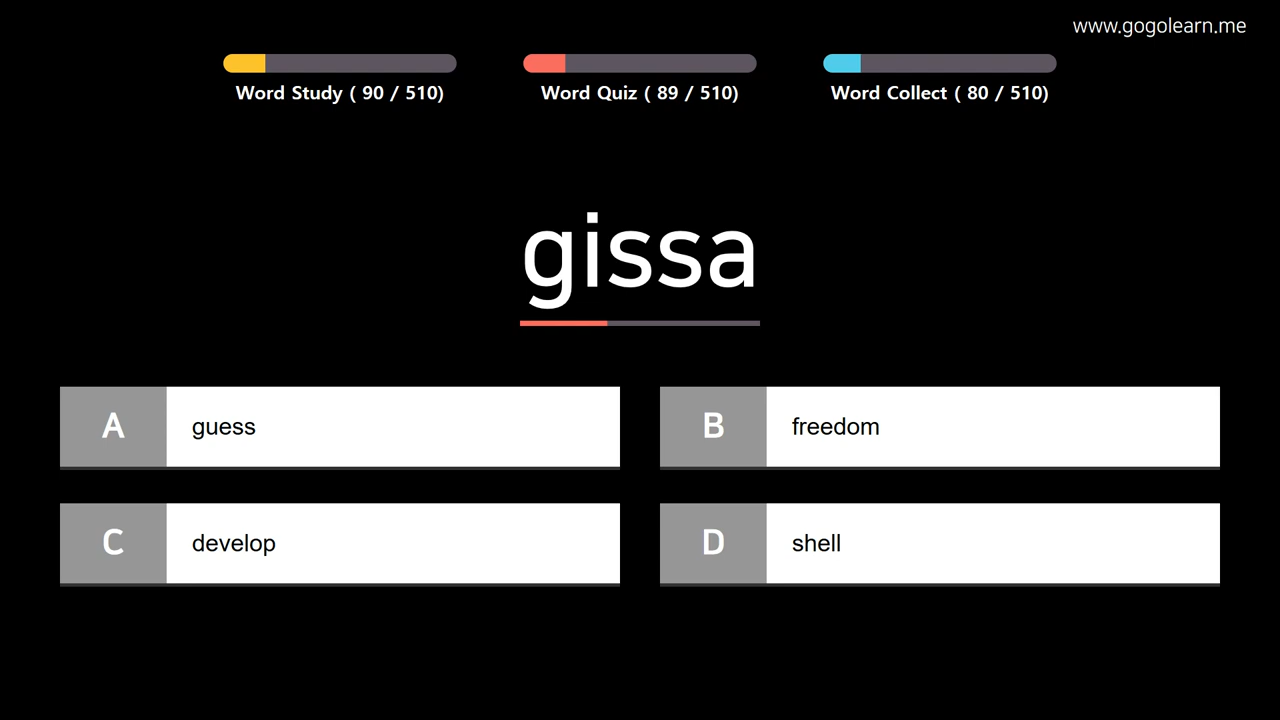 www.gogolearn.me
Word Study ( 90 / 510)
Word Quiz ( 89 / 510)
Word Collect ( 80 / 510)
gissa
A guess
B freedom
C develop
D shell